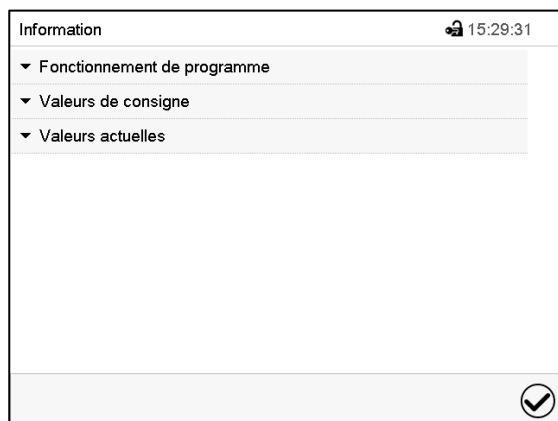 Information 15:29:31
Fonctionnement de programme
Valeurs de consigne
Valeurs actuelles